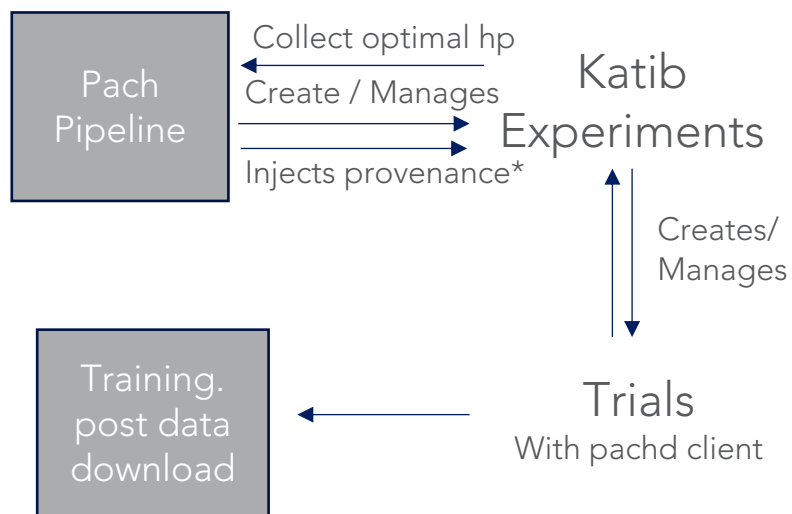 Collect optimal hp
Pach
Pipeline
Create / Manages
Injects provenance*
Katib
Experiments
Creates/
Manages
Training.
post data
download
Trials
With pachd client